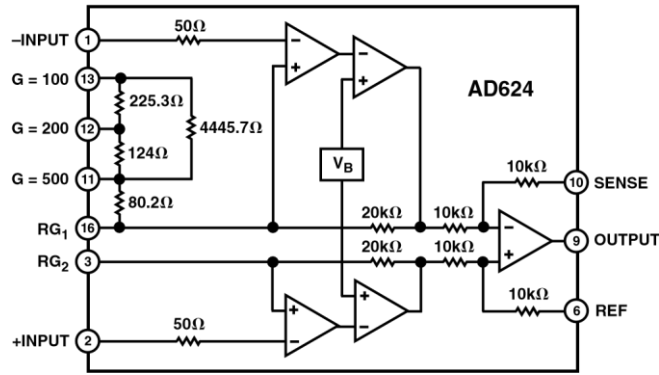 –INPUT 1 50Ω
G = 100 13
225.3Ω
AD624
G = 200 12
4445.7Ω
124Ω
VB
G = 500 11
10kΩ
10 SENSE
80.2Ω
20kΩ 10kΩ
RG1 16
– +
9 OUTPUT
20kΩ 10kΩ
RG2 3
10kΩ
6 REF
50Ω
+INPUT 2